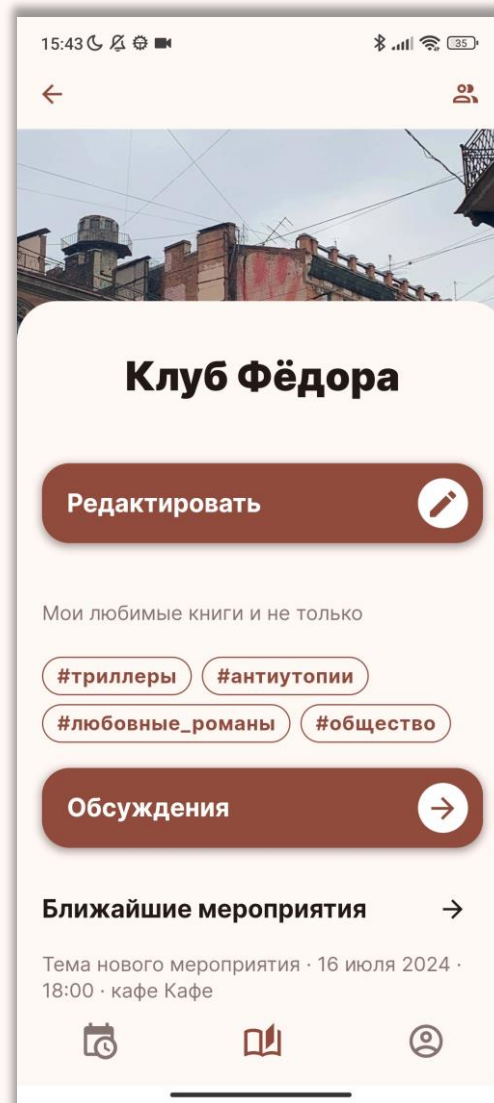 15:43
35
Клуб Фёдора
Редактировать
Мои любимые книги и не только
#триллеры #антиутопии
#любовные_романы #общество
Обсуждения
Ближайшие мероприятия
Тема нового мероприятия · 16 июля 2024 ·
18:00 · кафе Кафе